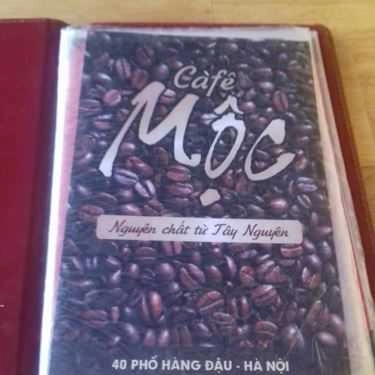 Càfê
Mộc
Nguyên chất từ Tây Nguyên
40 PHỐ HÀNG ĐẬU - HÀ NỘI